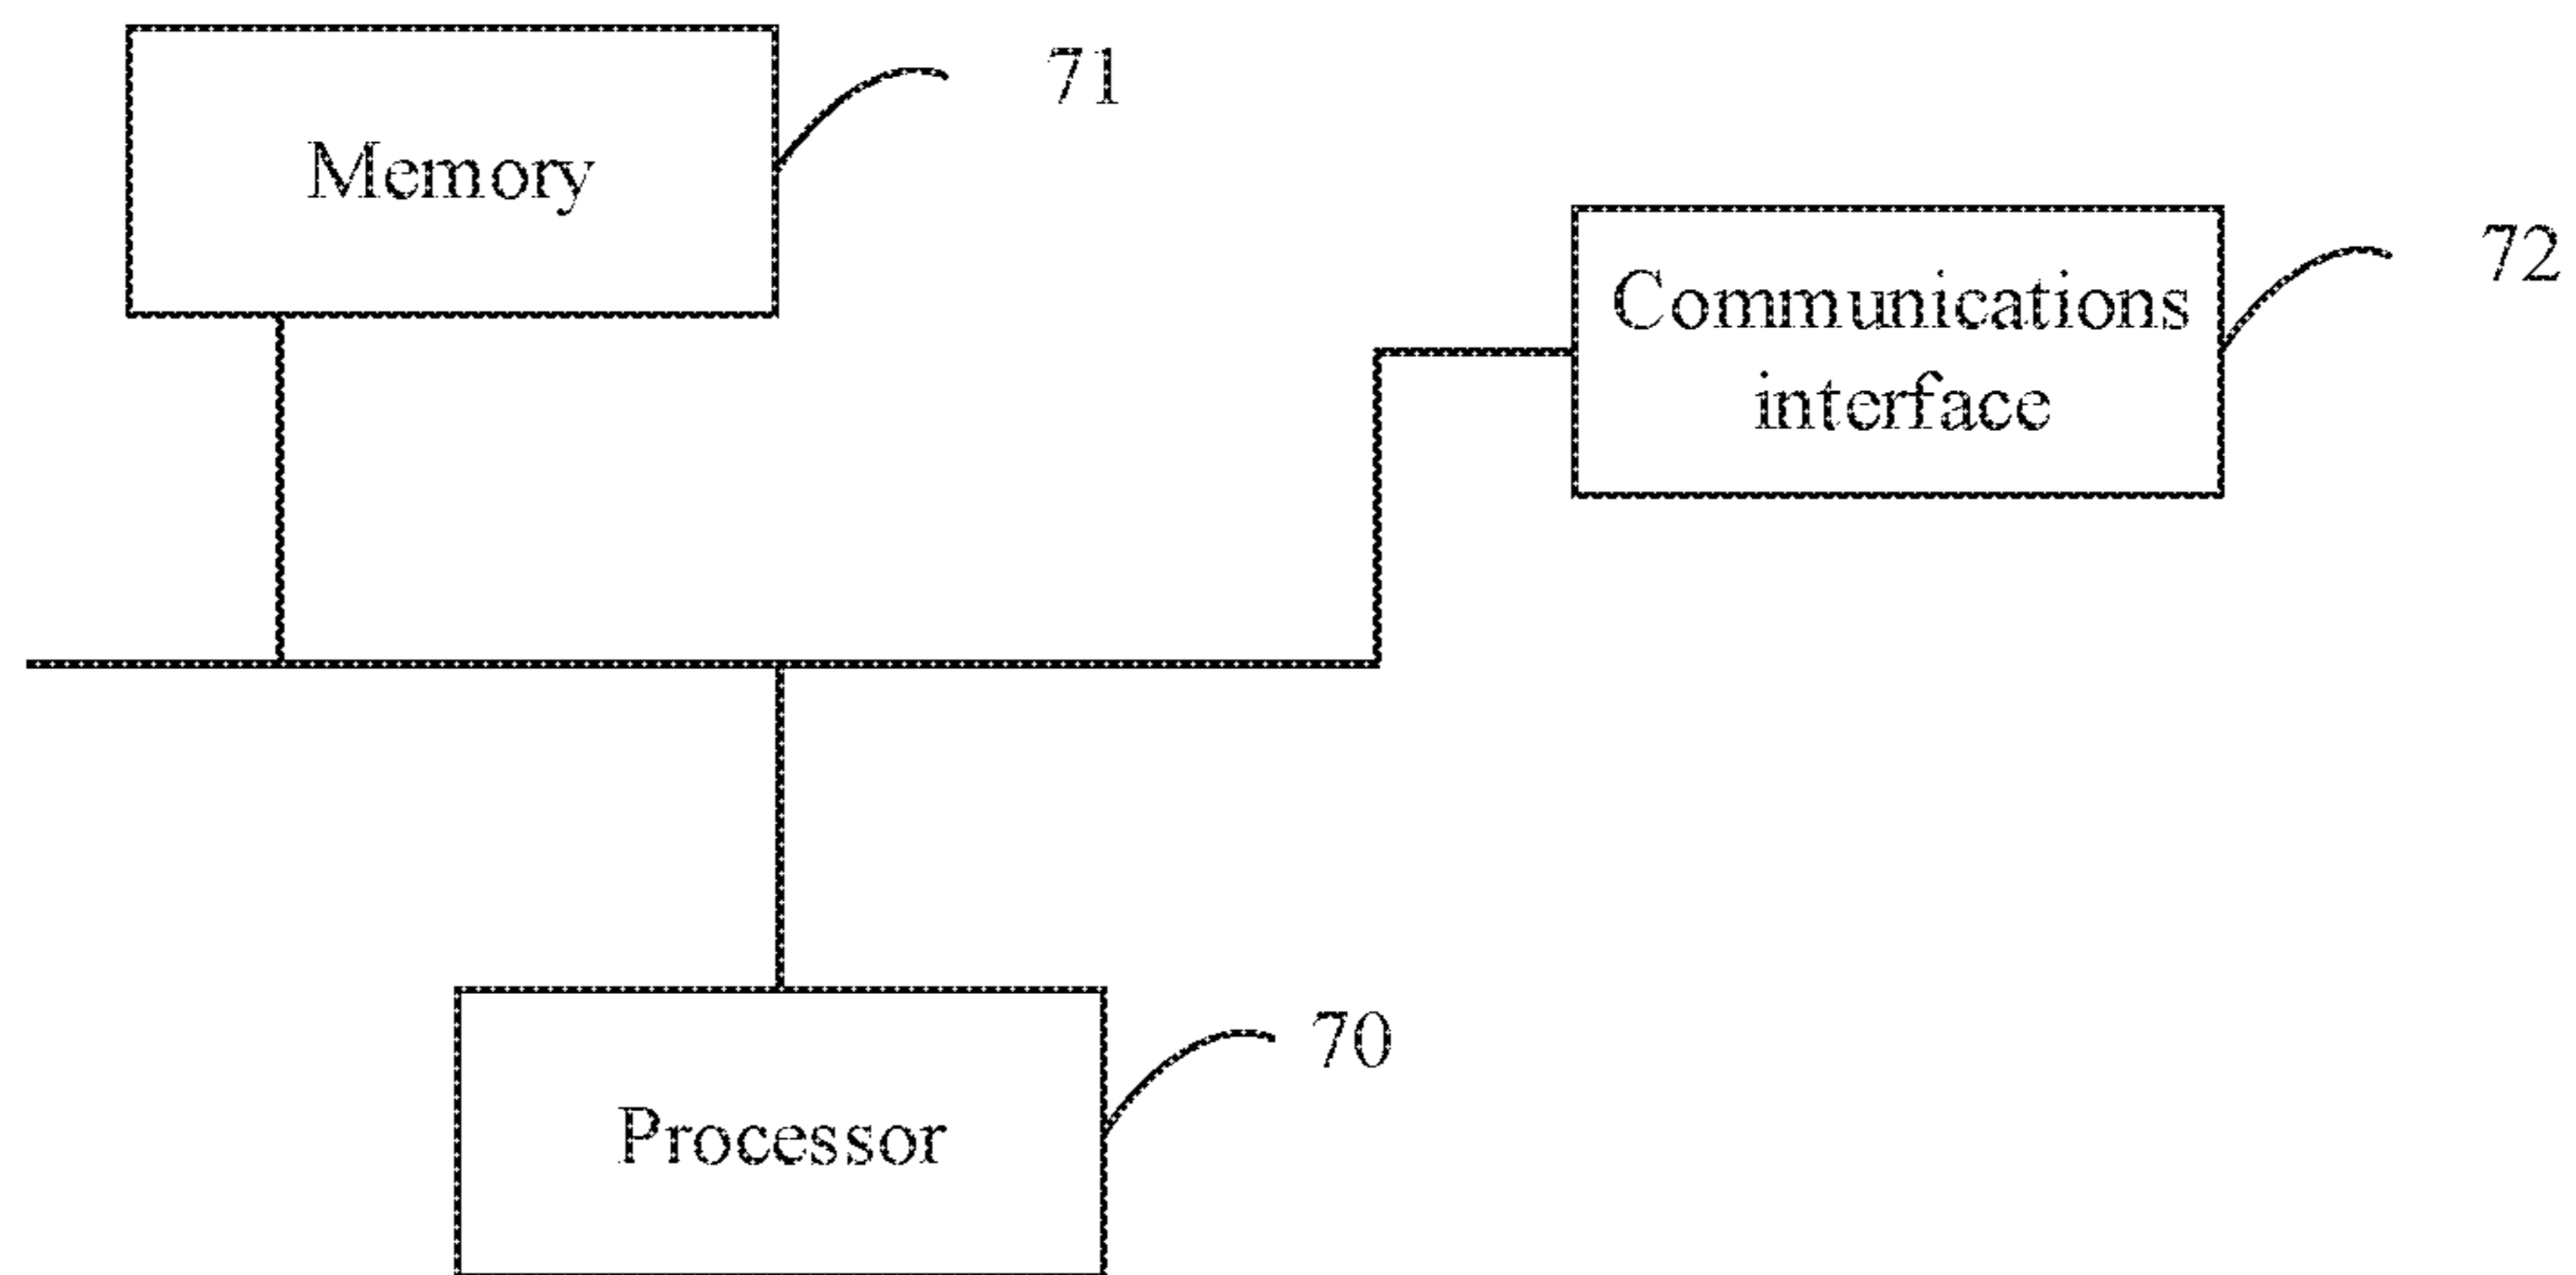 71
Memory
72
Communications
interface
70
Processor